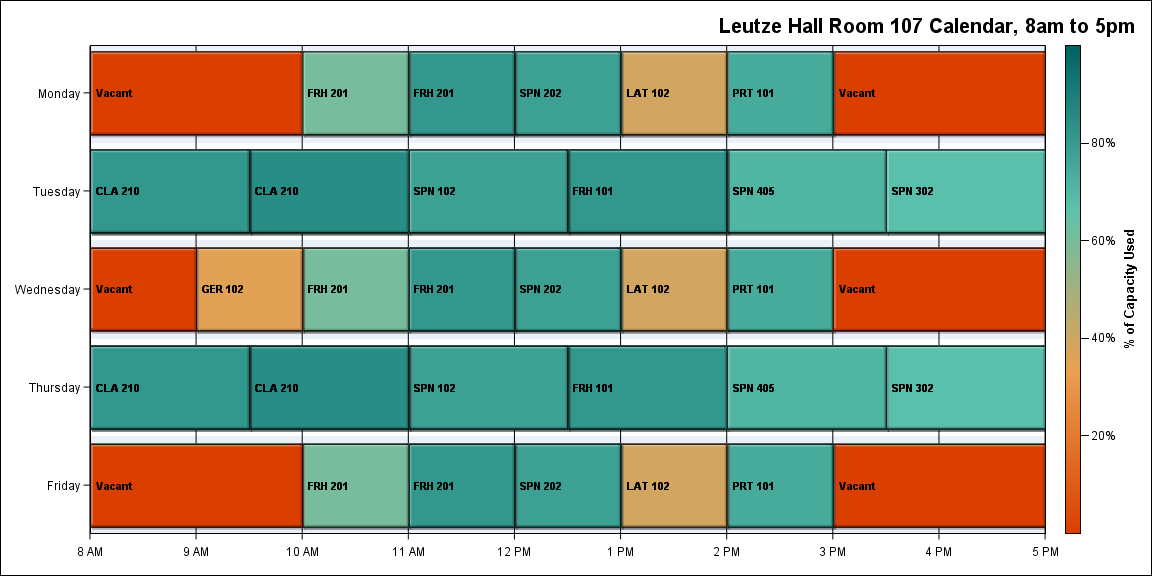 Leutze Hall Room 107 Calendar, 8am to 5pm
Monday
Vacant
FRH 201
FRH 201
SPN 202
LAT 102
PRT 101
Vacant
Tuesday
CLA 210
CLA 210
SPN 102
FRH 101
SPN 405
SPN 302
Wednesday
Vacant
GER 102
FRH 201
FRH 201
SPN 202
LAT 102
PRT 101
Vacant
Thursday
CLA 210
CLA 210
SPN 102
FRH 101
SPN 405
SPN 302
Friday
Vacant
FRH 201
FRH 201
SPN 202
LAT 102
PRT 101
Vacant
8 AM
9 AM
10 AM
11 AM
12 PM
1 PM
2 PM
3 PM
4 PM
5 PM
80%
60%
40%
20%
% of Capacity Used